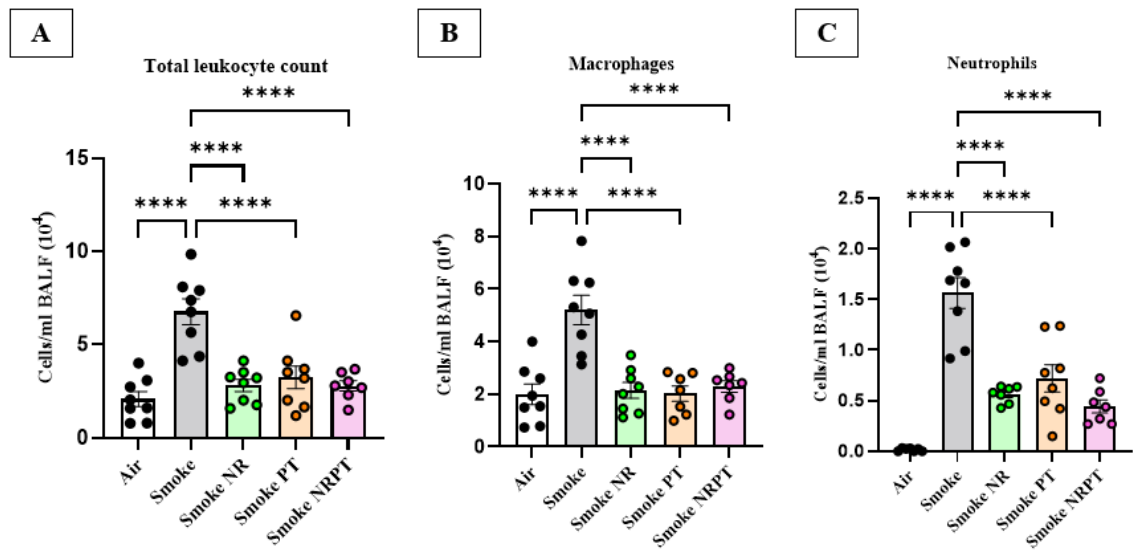 A
Total leukocyte count
****
****
****
****
Cells/ml BALF (10⁴)
15
10
5
0
Air
Smoke
Smoke NR
Smoke PT
Smoke NRPT
B
Macrophages
****
****
****
****
Cells/ml BALF (10⁴)
10
8
6
4
2
0
Air
Smoke
Smoke NR
Smoke PT
Smoke NRPT
C
Neutrophils
****
****
****
****
Cells/ml BALF (10⁴)
2.5
2.0
1.5
1.0
0.5
0.0
Air
Smoke
Smoke NR
Smoke PT
Smoke NRPT